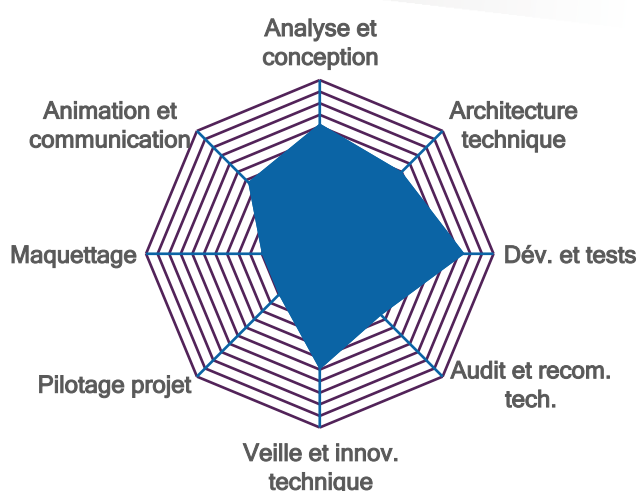 Analyse et
conception
Animation et
communication
Architecture
technique
Maquettage
Dév. et tests
Pilotage projet
Audit et recom.
tech.
Veille et innov.
technique